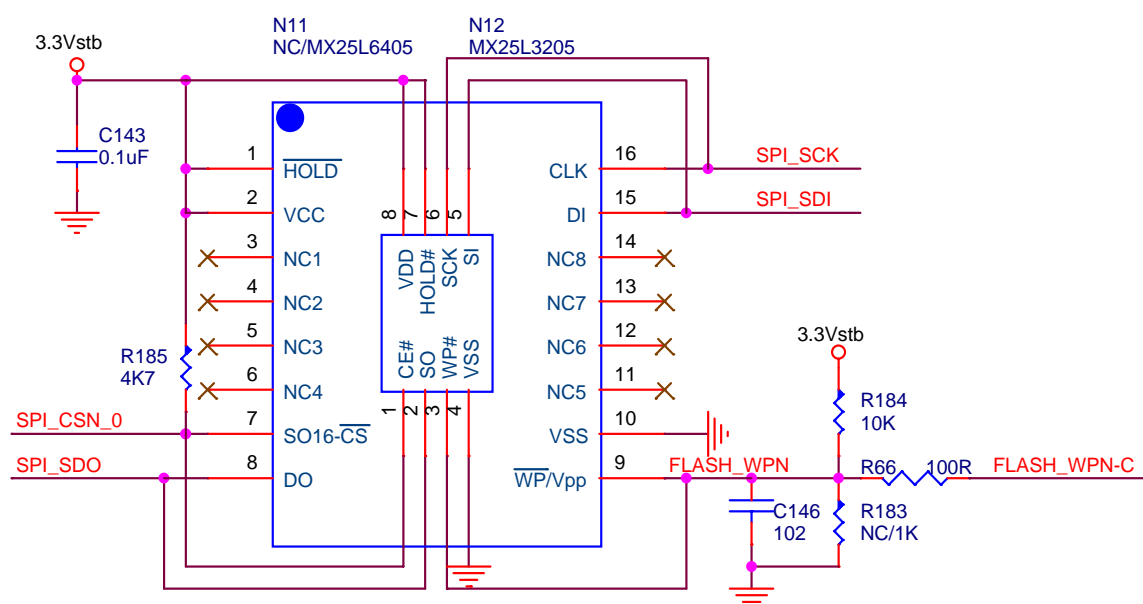 N11
NC/MX25L6405
N12
MX25L3205
3.3Vstb
C143
0.1uF
1
HOLD
2
VCC
3
NC1
4
NC2
5
NC3
6
NC4
7
SO16-CS
8
DO
R185
4K7
SPI_CSN_0
SPI_SDO
8
7
6
5
VDD
HOLD#
SCK
SI
CE#
SO
WP#
VSS
1
2
3
4
16
CLK
SPI_SCK
15
DI
SPI_SDI
14
NC8
13
NC7
12
NC6
11
NC5
10
VSS
9
WP/Vpp
FLASH_WPN
3.3Vstb
R184
10K
R66
100R
FLASH_WPN-C
C146
102
R183
NC/1K